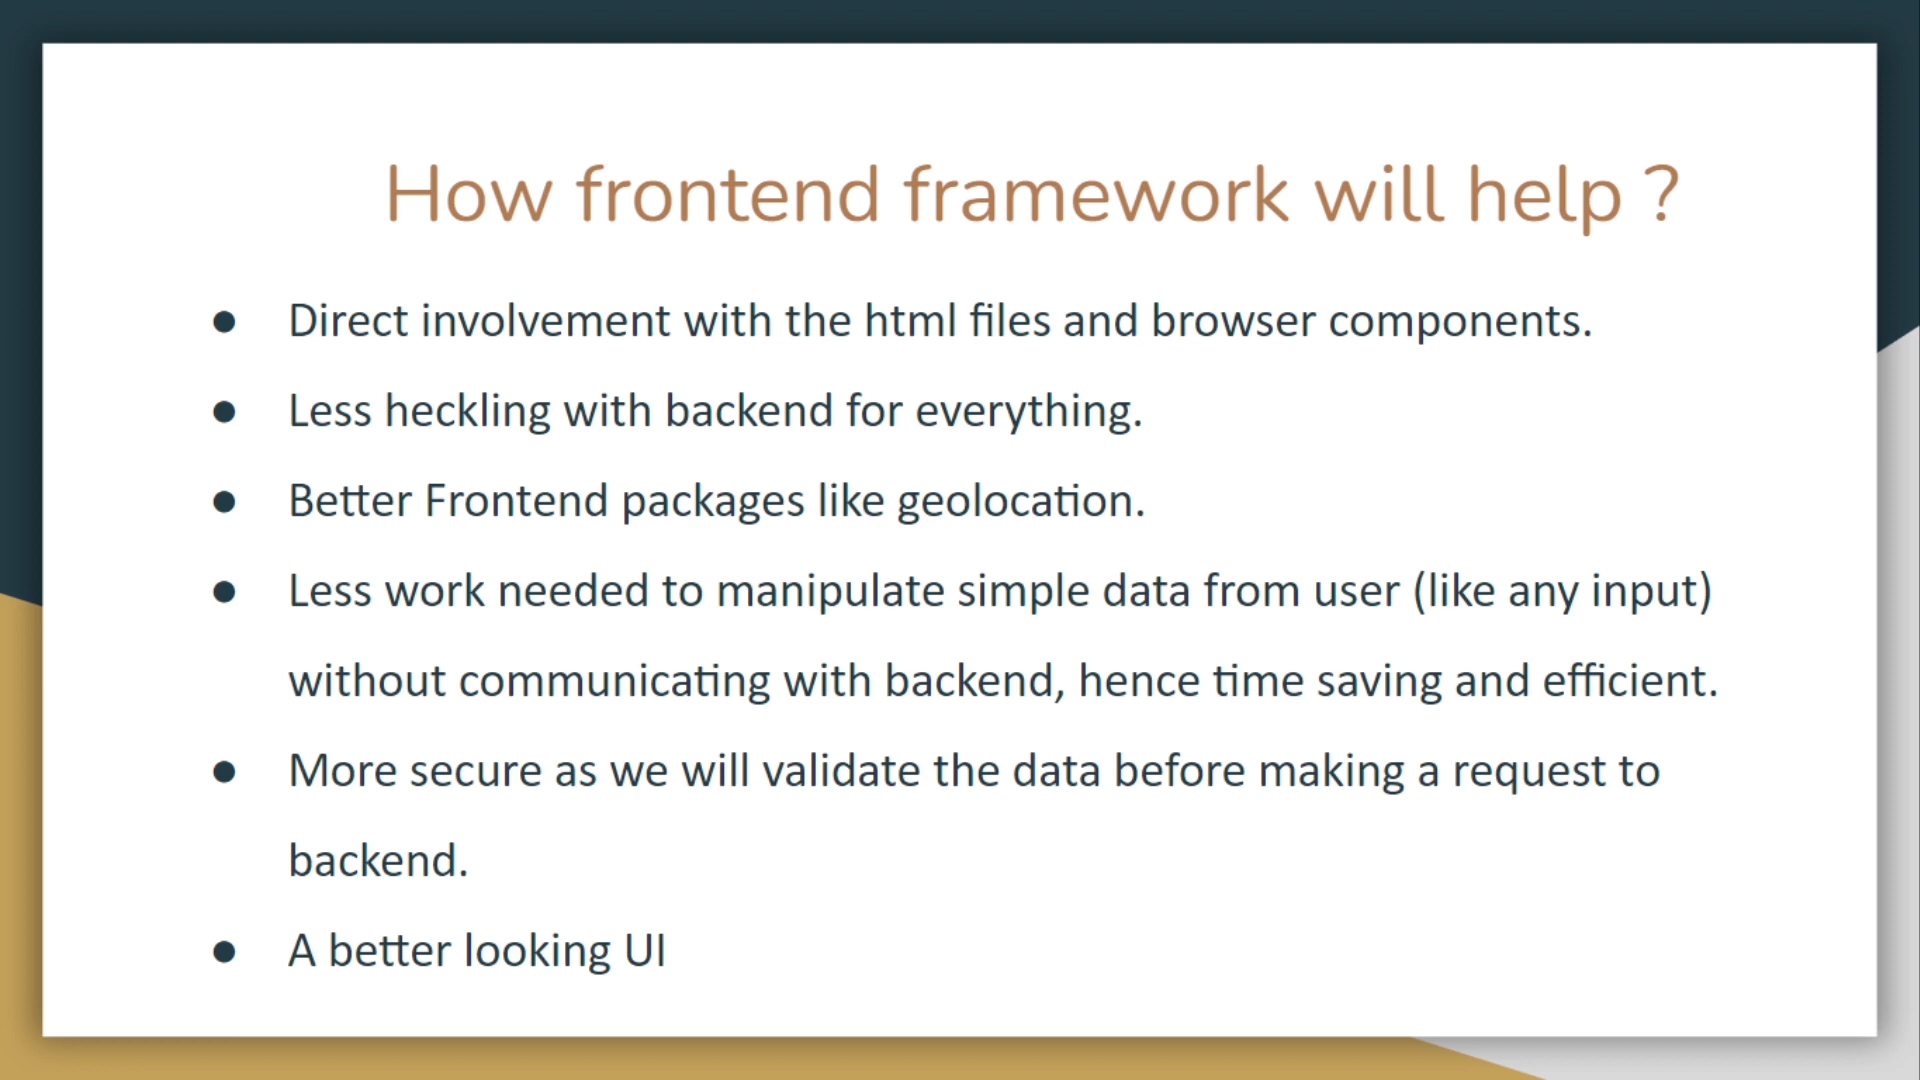 How frontend framework will help ?
● Direct involvement with the html files and browser components.
● Less heckling with backend for everything.
● Better Frontend packages like geolocation.
● Less work needed to manipulate simple data from user (like any input)
without communicating with backend, hence time saving and efficient.
● More secure as we will validate the data before making a request to
backend.
● A better looking UI